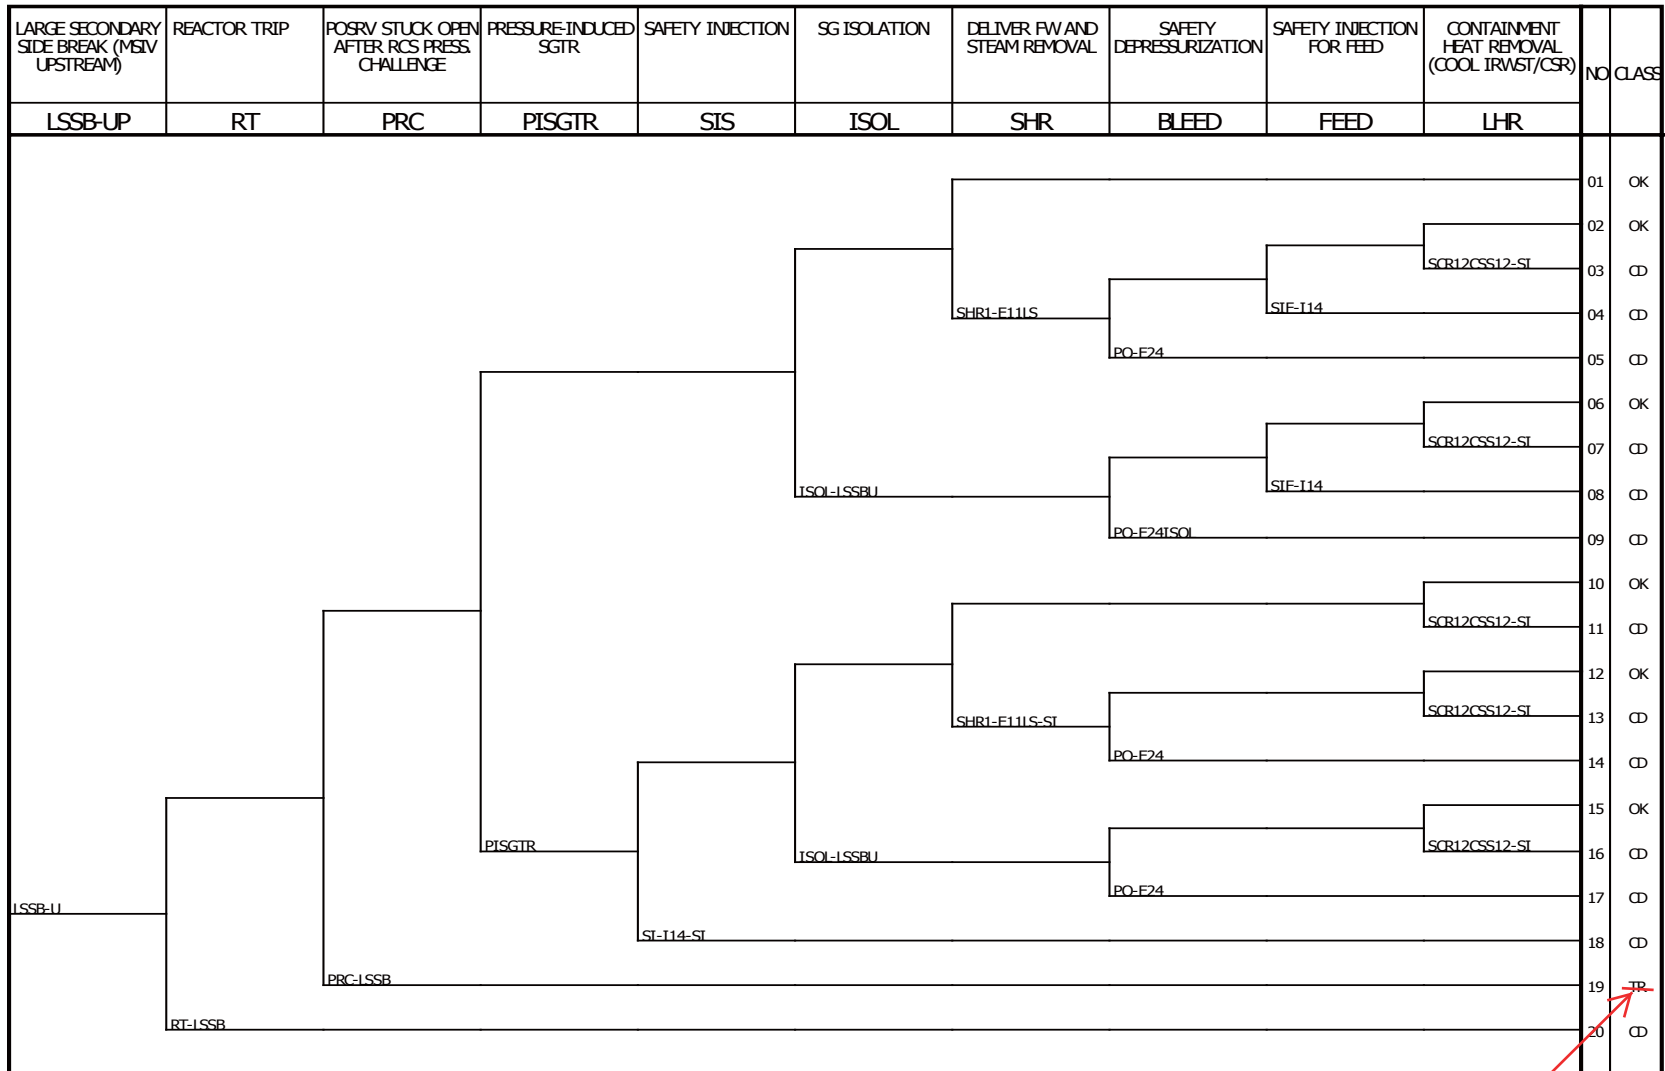 LARGE SECONDARY
SIDE BREAK (MSIV
UPSTREAM)
REACTOR TRIP
POSRV STUCK OPEN
AFTER RCS PRESS.
CHALLENGE
PRESSURE-INDUCED
SGTR
SAFETY INJECTION
SG ISOLATION
DELIVER FW AND
STEAM REMOVAL
SAFETY
DEPRESSURIZATION
SAFETY INJECTION
FOR FEED
CONTAINMENT
HEAT REMOVAL
(COOL IRWST/CSR)
NO
CLASS
LSSB-UP
RT
PRC
PISGTR
SIS
ISOL
SHR
BLEED
FEED
LHR
01 OK
02 OK
SCR12CSS12-SI
03 CD
SHR1-E11LS
SIF-I14
04 CD
PO-F24
05 CD
06 OK
SCR12CSS12-SI
07 CD
ISOL-LSSBU
SIF-I14
08 CD
PO-F24ISOL
09 CD
10 OK
SCR12CSS12-SI
11 CD
12 OK
SHR1-E11LS-SI
SCR12CSS12-SI
13 CD
PO-F24
14 CD
15 OK
PISGTR
ISOL-LSSBU
SCR12CSS12-SI
16 CD
PO-F24
17 CD
LSSB-U
SI-I14-SI
18 CD
PRC-LSSB
19 TR
RT-LSSB
20 CD